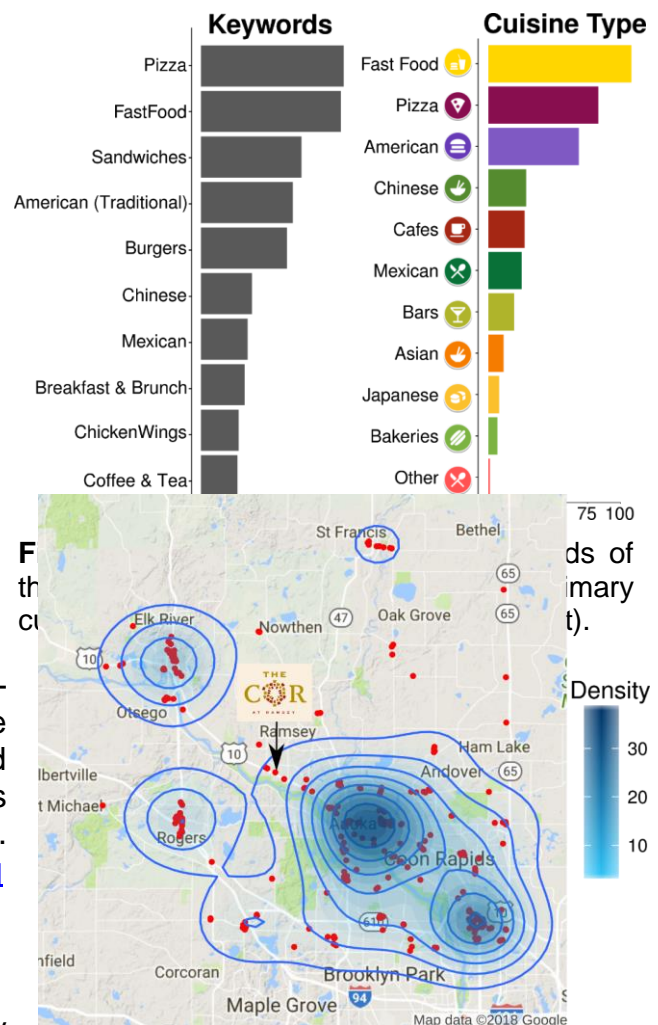 Keywords
Pizza
FastFood
Sandwiches
American (Traditional)
Burgers
Chinese
Mexican
Breakfast & Brunch
ChickenWings
Coffee & Tea
Cuisine Type
Fast Food
Pizza
American
Chinese
Cafes
Mexican
Bars
Asian
Japanese
Bakeries
Other
75 100
ds of
imary
t).
St Francis
Bethel
65
47
Oak Grove
65
Elk River
Nowthen
10
THE
COR
AT RAMSEY
Otsego
Ramsey
10
Ham Lake
Andover
65
lbertville
t Michael
Rogers
Anoka
Coon Rapids
610
10
nfield
Corcoran
Brooklyn Park
94
Maple Grove
Map data ©2018 Google
Density
30
20
10